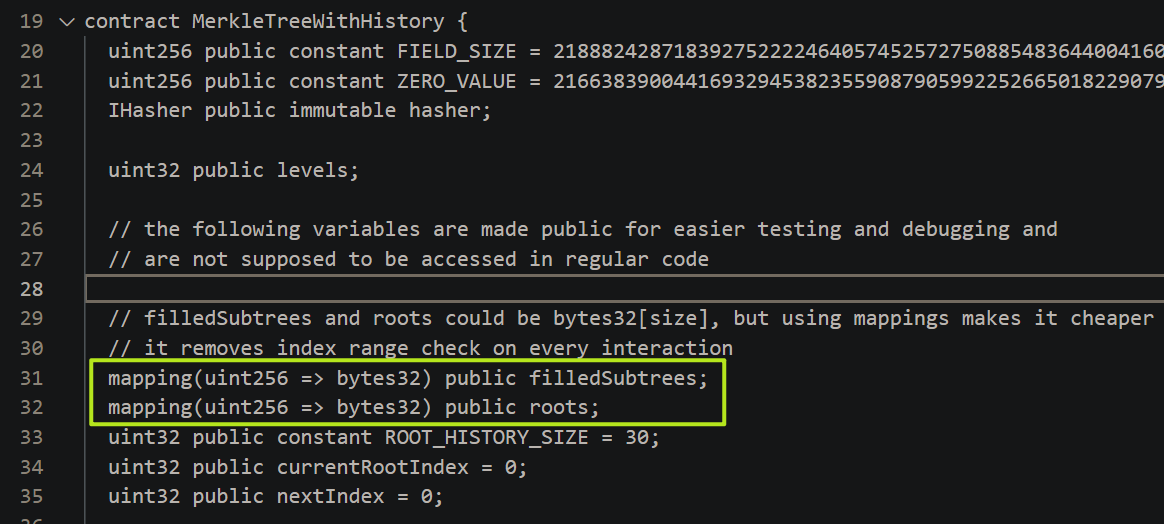 19 contract MerkleTreeWithHistory {
20 uint256 public constant FIELD_SIZE = 218882428718392752222464057452572750885483644004160
21 uint256 public constant ZERO_VALUE = 216638390044169329453823559087905992252665018229079
22 IHasher public immutable hasher;
23
24 uint32 public levels;
25
26 // the following variables are made public for easier testing and debugging and
27 // are not supposed to be accessed in regular code
28
29 // filledSubtrees and roots could be bytes32[size], but using mappings makes it cheaper
30 // it removes index range check on every interaction
31 mapping(uint256 => bytes32) public filledSubtrees;
32 mapping(uint256 => bytes32) public roots;
33 uint32 public constant ROOT_HISTORY_SIZE = 30;
34 uint32 public currentRootIndex = 0;
35 uint32 public nextIndex = 0;